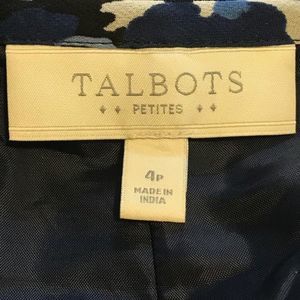 TALBOTS
PETITES
4P
MADE IN
INDIA